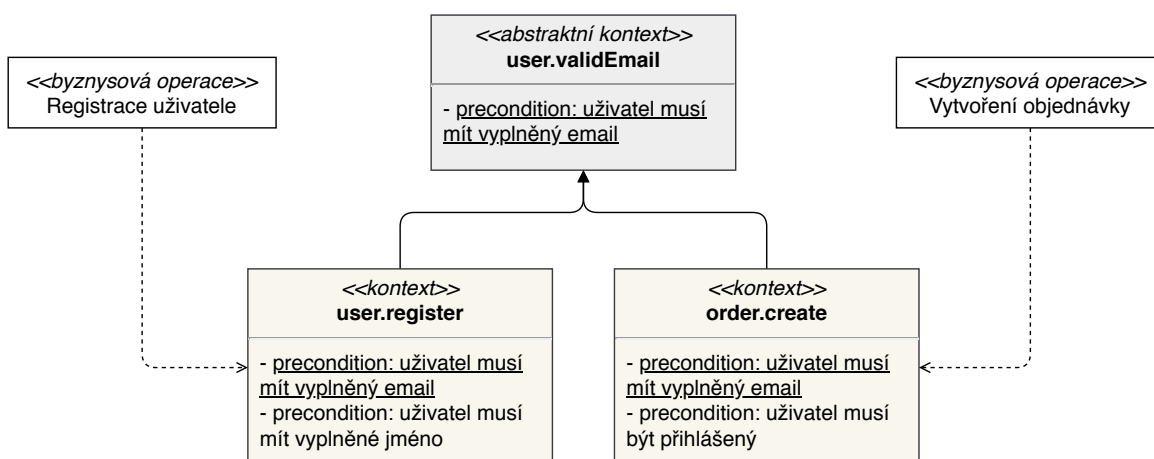 <<abstraktní kontext>>
user.validEmail
- precondition: uživatel musí
mít vyplněný email
<<byznysová operace>>
Registrace uživatele
<<byznysová operace>>
Vytvoření objednávky
<<kontext>>
user.register
- precondition: uživatel musí
mít vyplněný email
- precondition: uživatel musí
mít vyplněné jméno
<<kontext>>
order.create
- precondition: uživatel musí
mít vyplněný email
- precondition: uživatel musí
být přihlášený